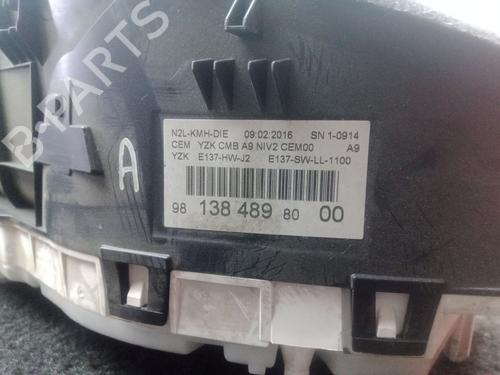 N2L-KMH-DIE 09:02:2016 SN 1-0914
CEM YZK CMB A9 NIV2 CEM00 A9
YZK E137-HW-J2 E137-SW-LL-1100
98 138 489 80 00
A
B-PARTS